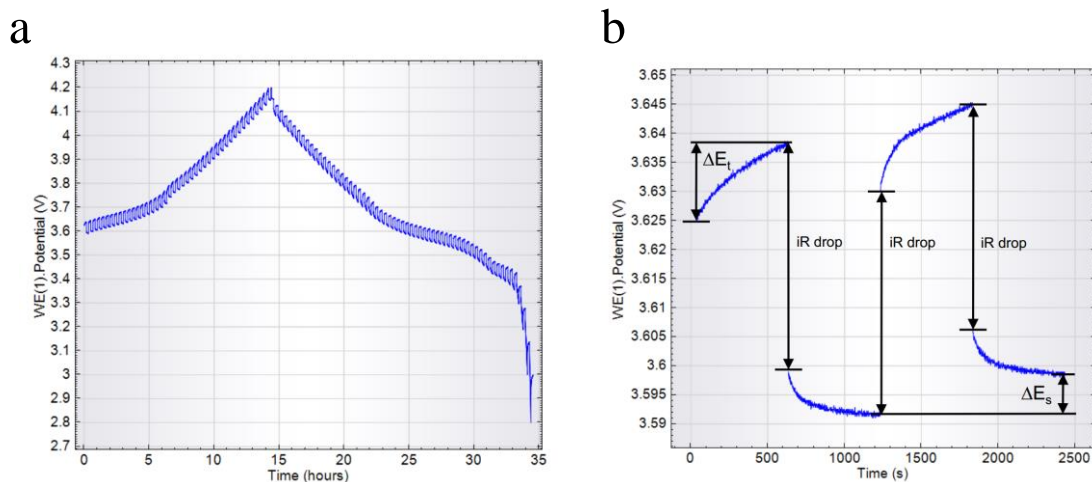 a
4.3
4.2
4.1
4
3.9
3.8
3.7
3.6
3.5
3.4
3.3
3.2
3.1
3
2.9
2.8
2.7
WE(1).Potential (V)
0 5 10 15 20 25 30 35
Time (hours)
b
3.65
3.645
3.64
3.635
3.63
3.625
3.62
3.615
3.61
3.605
3.6
3.595
3.59
WE(1).Potential (V)
ΔEt
iR drop
iR drop
iR drop
ΔEs
0 500 1000 1500 2000 2500
Time (s)